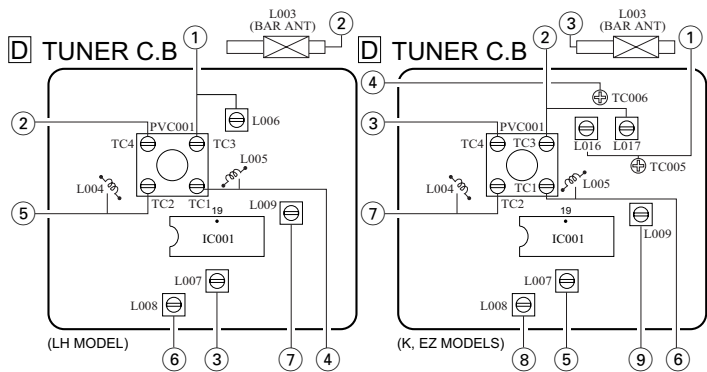 D TUNER C.B
1
L003
(BAR ANT)
2
2
PVC001
L006
TC4
TC3
L005
L004
5
TC2
TC1
L009
19
IC001
L007
L008
(LH MODEL)
6
3
7
4
D TUNER C.B
2
3
L003
(BAR ANT)
1
4
TC006
3
PVC001
TC4
TC3
L016
L017
TC005
L004
TC1
L005
7
TC2
19
L009
IC001
L007
L008
(K, EZ MODELS)
8
5
9
6